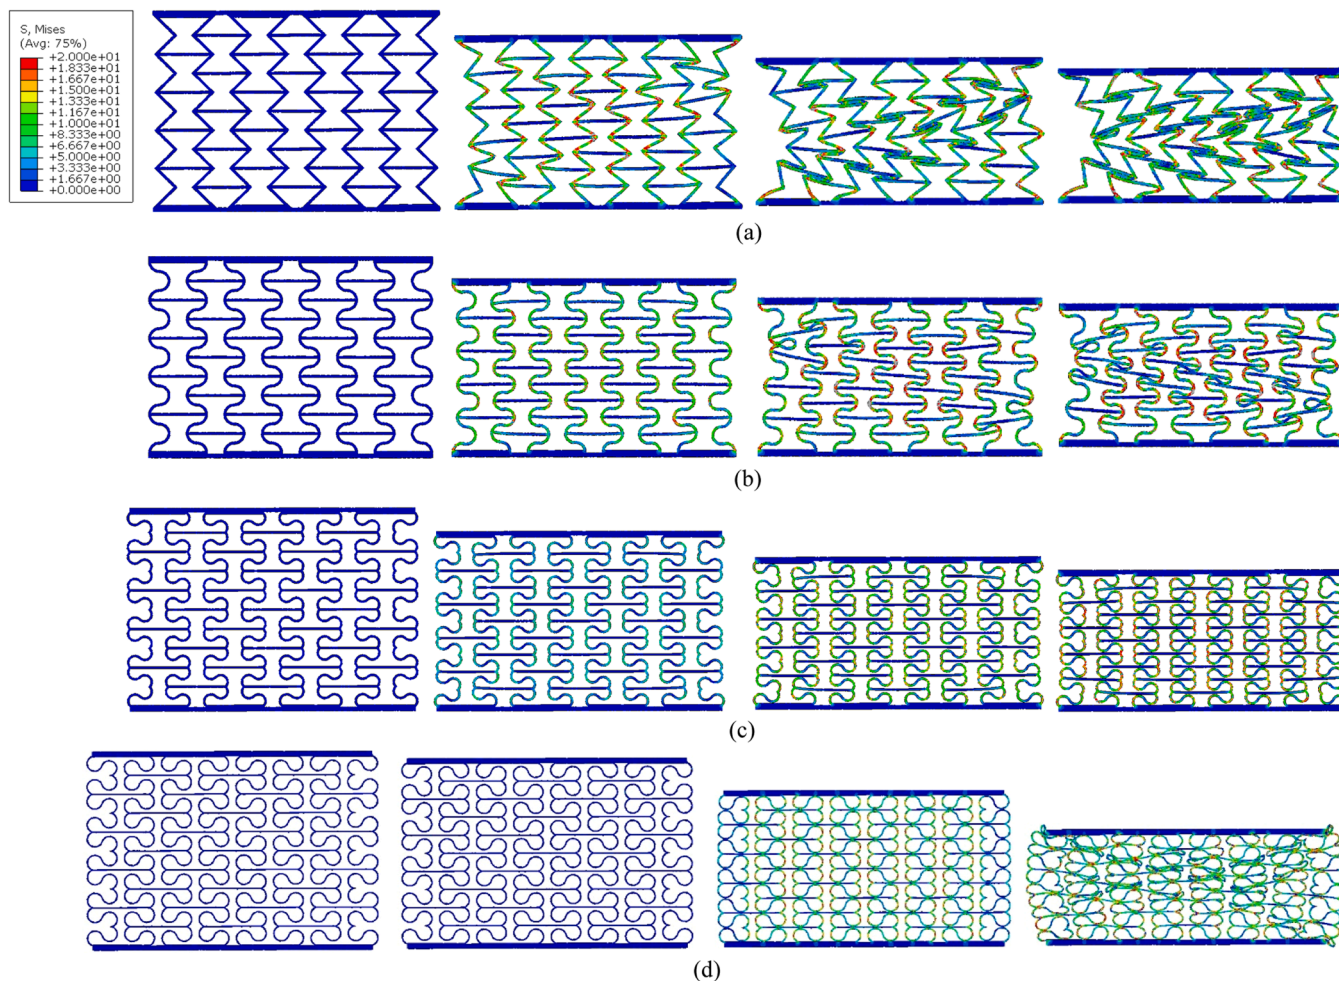 S, Mises
(Avg: 75%)
+2.000e+01
+1.833e+01
+1.667e+01
+1.500e+01
+1.333e+01
+1.167e+01
+1.000e+01
+8.333e+00
+6.667e+00
+5.000e+00
+3.333e+00
+1.667e+00
+0.000e+00
(a)
(b)
(c)
(d)